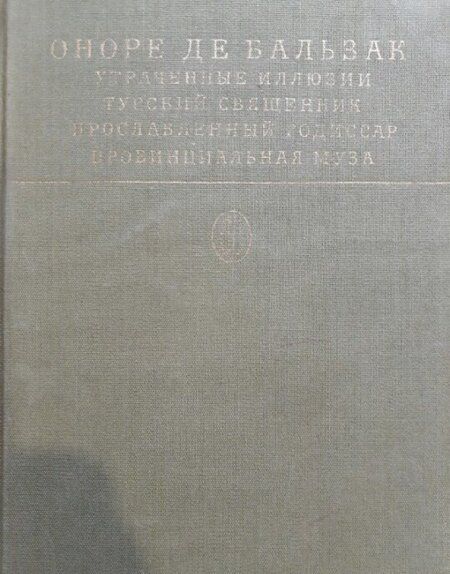 ОНОРЕ ДЕ БАЛЬЗАК
УТРАЧЕННЫЕ ИЛЛЮЗИИ
ТУРСКИЙ СВЯЩЕННИК
ПРОСЛАВЛЕННЫЙ ГОДИССАР
ПРОВИНЦИАЛЬНАЯ МУЗА